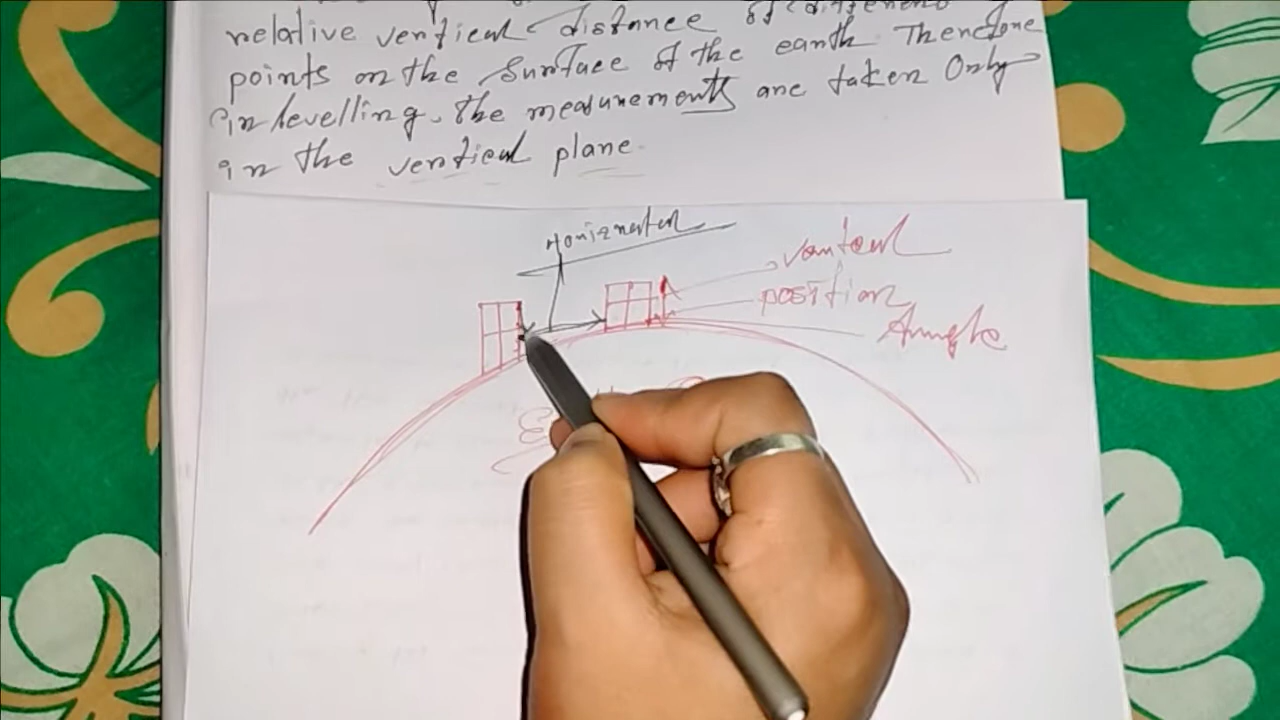 relative vertical distance of different
points on the surface of the earth Therefore
in levelling. the measurements are taken Only
in the vertical plane.
Horizontal
vertical
position
Anngle